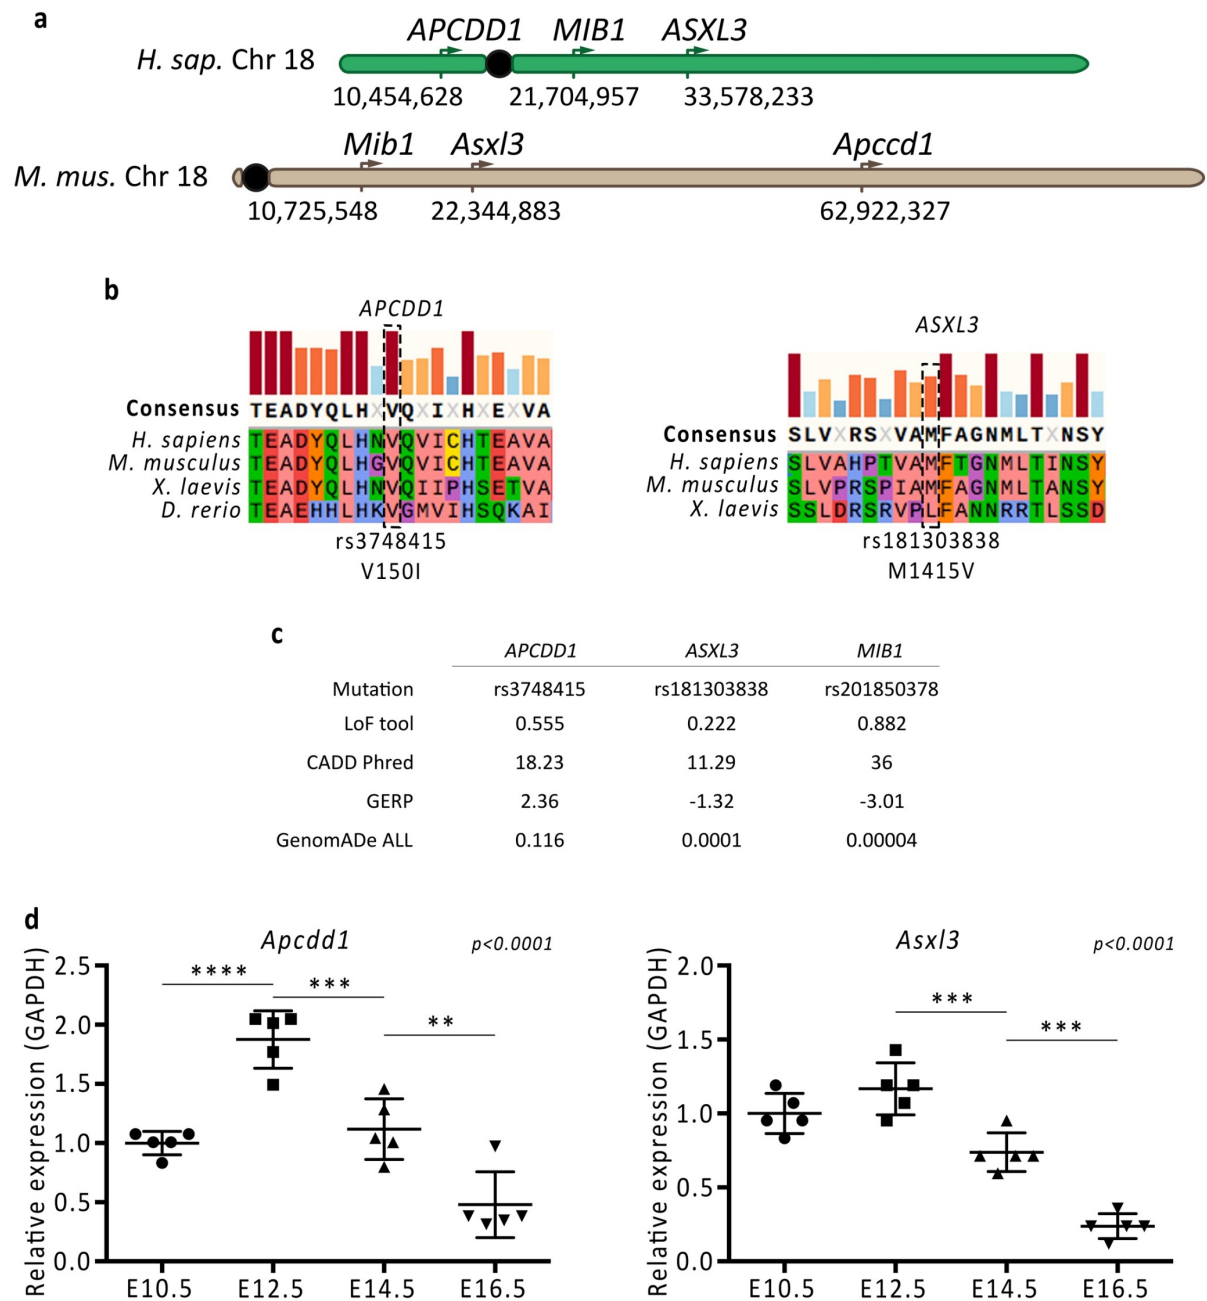 a
APCDD1 MIB1 ASXL3
H. sap. Chr 18
10,454,628 21,704,957 33,578,233
Mib1 Asxl3 Apccd1
M. mus. Chr 18
10,725,548 22,344,883 62,922,327
b
APCDD1
Consensus TEADYQLHXVQXIXHXEXVA
H. sapiens TEADYQLHNVQVICHTEAVA
M. musculus TEADYQLHGVQVICHTEAVA
X. laevis TEADYQLHNVQIIPHSETVA
D. rerio TEAEHHLHKVGMVIHSQKAI
rs3748415
V150I
ASXL3
Consensus SLVXRSXVAMFAGNMLTXNSY
H. sapiens SLVAHPTVAMFTGNMLTINSY
M. musculus SLVPRSPIAMFAGNMLTANSY
X. laevis SSLDRSRVPLFANNRRTLSSD
rs181303838
M1415V
c
APCDD1 ASXL3 MIB1
Mutation rs3748415 rs181303838 rs201850378
LoF tool 0.555 0.222 0.882
CADD Phred 18.23 11.29 36
GERP 2.36 -1.32 -3.01
GenomADe ALL 0.116 0.0001 0.00004
d
Apcdd1
p<0.0001
Relative expression (GAPDH)
2.5
2.0
1.5
1.0
0.5
0.0
**** *** **
E10.5 E12.5 E14.5 E16.5
Asxl3
p<0.0001
Relative expression (GAPDH)
2.0
1.5
1.0
0.5
0.0
*** ***
E10.5 E12.5 E14.5 E16.5